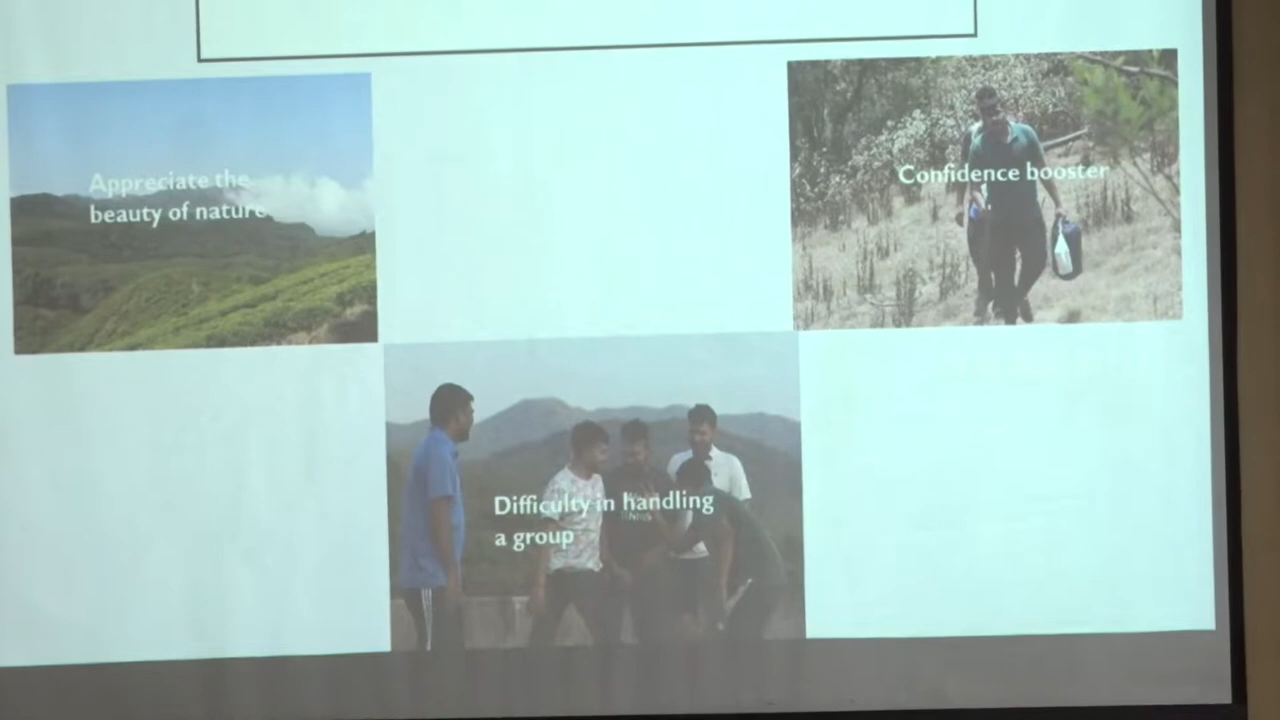 Appreciate the
beauty of nature
Confidence booster
Difficulty in handling
a group